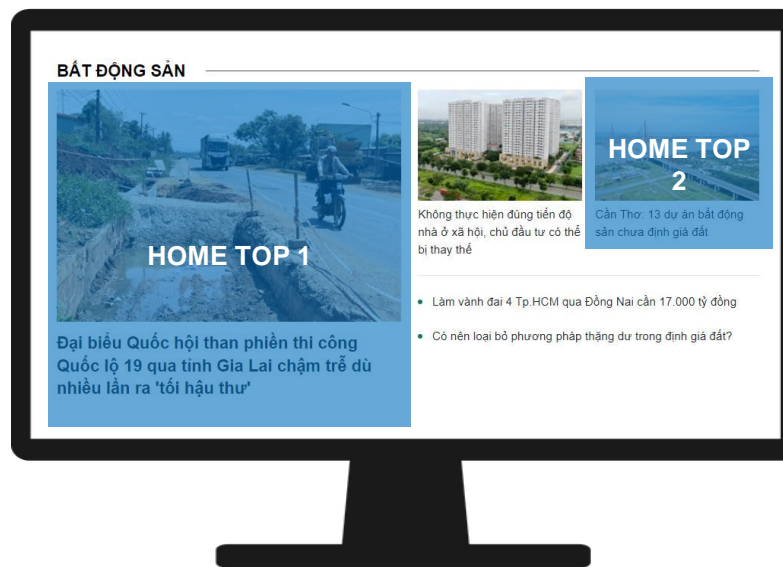 BẤT ĐỘNG SẢN
HOME TOP 1
Đại biểu Quốc hội than phiền thi công
Quốc lộ 19 qua tỉnh Gia Lai chậm trễ dù
nhiều lần ra 'tối hậu thư'
Không thực hiện đúng tiến độ
nhà ở xã hội, chủ đầu tư có thể
bị thay thế
HOME TOP
2
Cần Thơ: 13 dự án bất động
sản chưa định giá đất
Làm vành đai 4 Tp.HCM qua Đồng Nai cần 17.000 tỷ đồng
Có nên loại bỏ phương pháp thặng dư trong định giá đất?